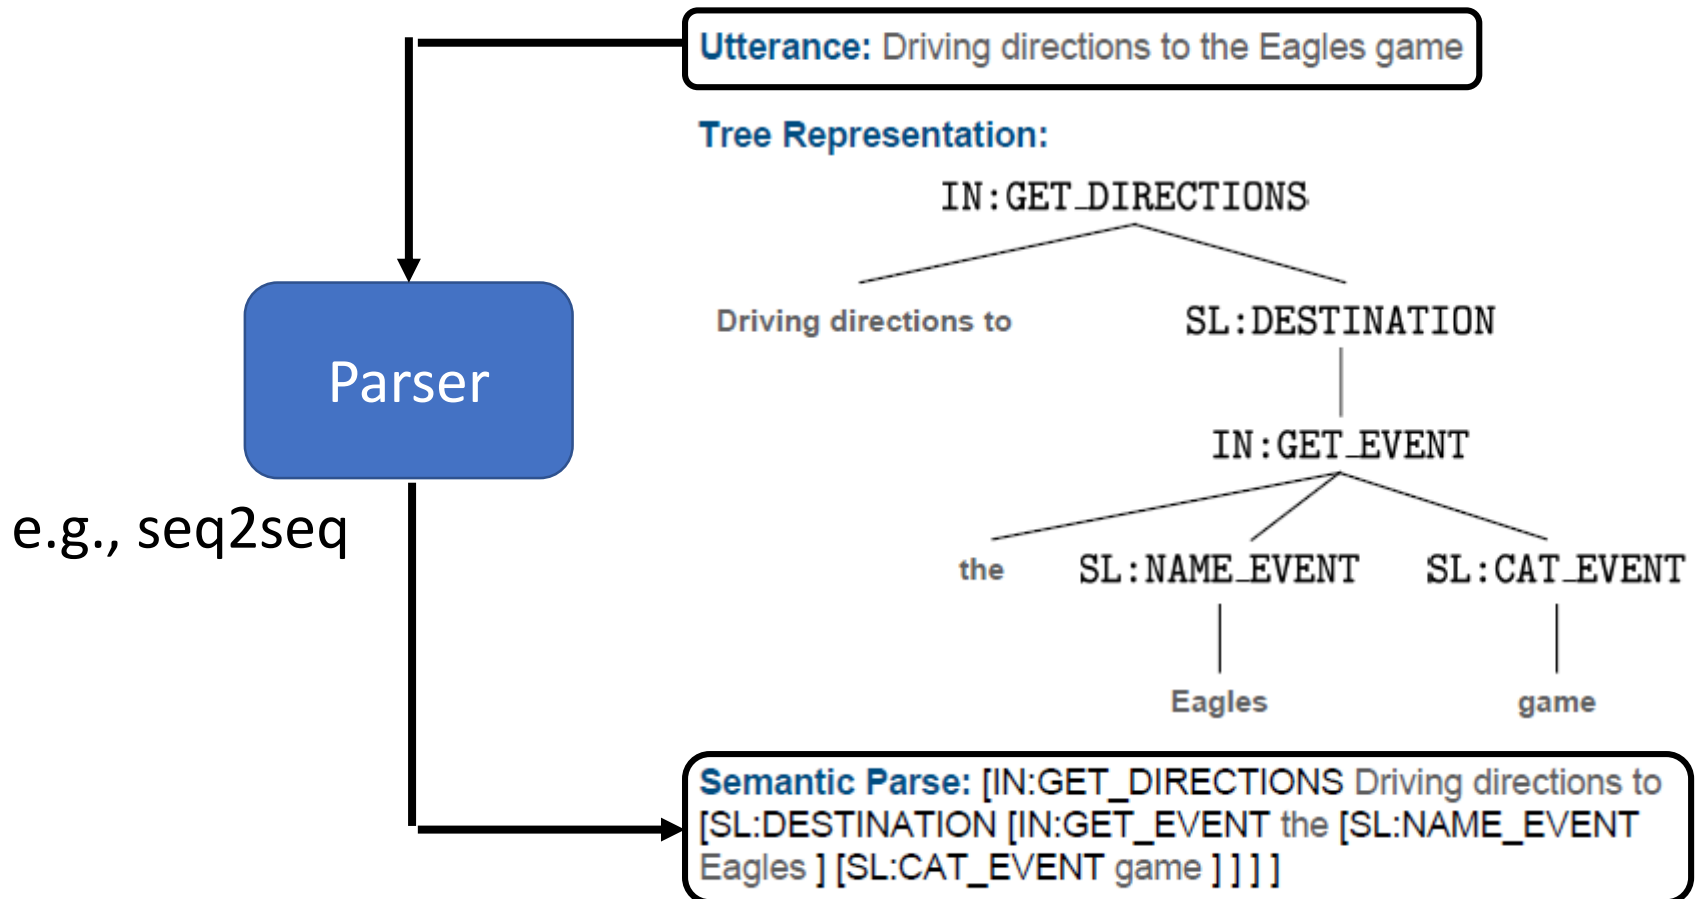 Utterance: Driving directions to the Eagles game
Tree Representation:
IN:GET_DIRECTIONS
Driving directions to
SL:DESTINATION
Parser
IN:GET_EVENT
e.g., seq2seq
the
SL:NAME_EVENT
SL:CAT_EVENT
Eagles
game
Semantic Parse: [IN:GET_DIRECTIONS Driving directions to
[SL:DESTINATION [IN:GET_EVENT the [SL:NAME_EVENT
Eagles ] [SL:CAT_EVENT game ] ] ] ]